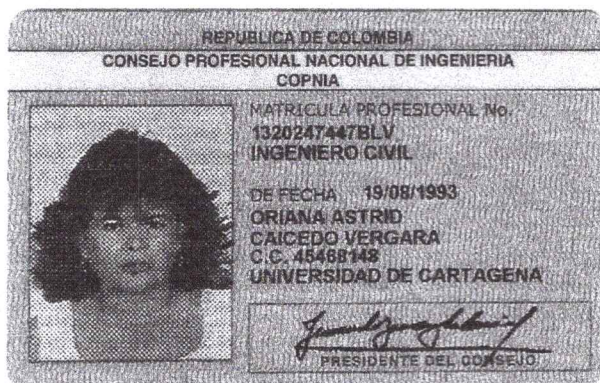 REPUBLICA DE COLOMBIA
CONSEJO PROFESIONAL NACIONAL DE INGENIERIA
COPNIA
MATRICULA PROFESIONAL No.
1320247447BLV
INGENIERO CIVIL
DE FECHA 19/08/1993
ORIANA ASTRID
CAICEDO VERGARA
C.C. 45468148
UNIVERSIDAD DE CARTAGENA
PRESIDENTE DEL CONSEJO